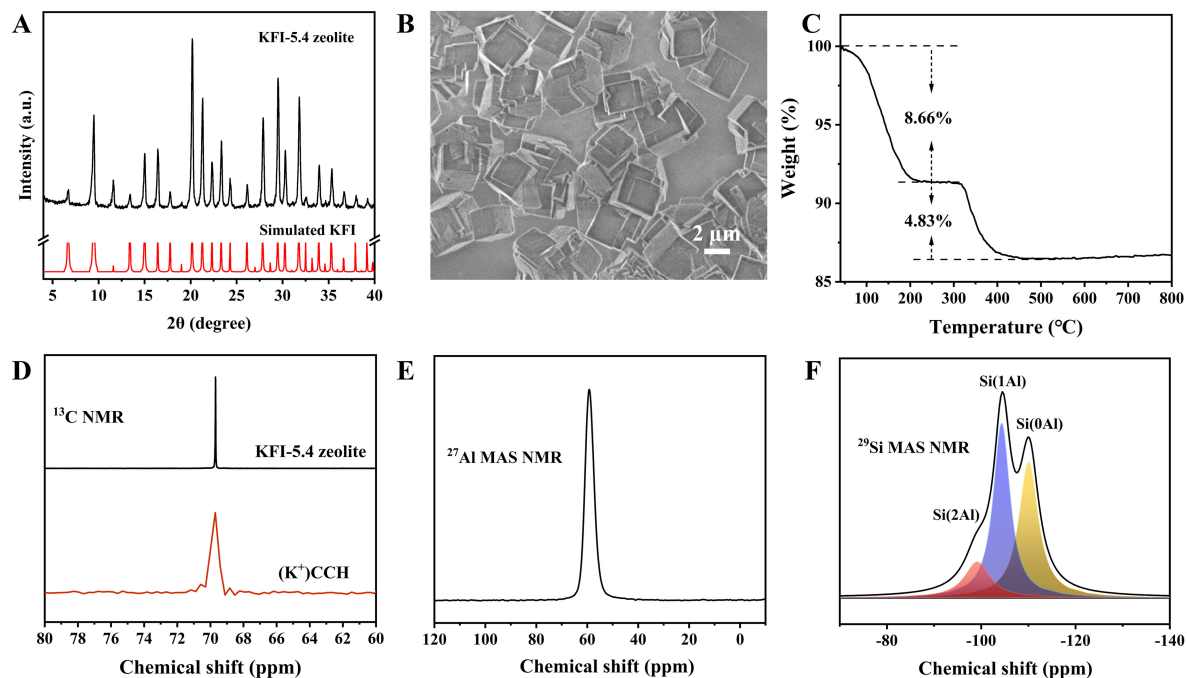 A
KFI-5.4 zeolite
Simulated KFI
Intensity (a.u.)
5 10 15 20 25 30 35 40
2θ (degree)
B
2 μm
C
100
95
90
85
8.66%
4.83%
Weight (%)
100 200 300 400 500 600 700 800
Temperature (℃)
D
¹³C NMR
KFI-5.4 zeolite
(K⁺)CCH
80 78 76 74 72 70 68 66 64 62 60
Chemical shift (ppm)
E
²⁷Al MAS NMR
120 100 80 60 40 20 0
Chemical shift (ppm)
F
Si(1Al)
Si(0Al)
²⁹Si MAS NMR
Si(2Al)
-80 -100 -120 -140
Chemical shift (ppm)